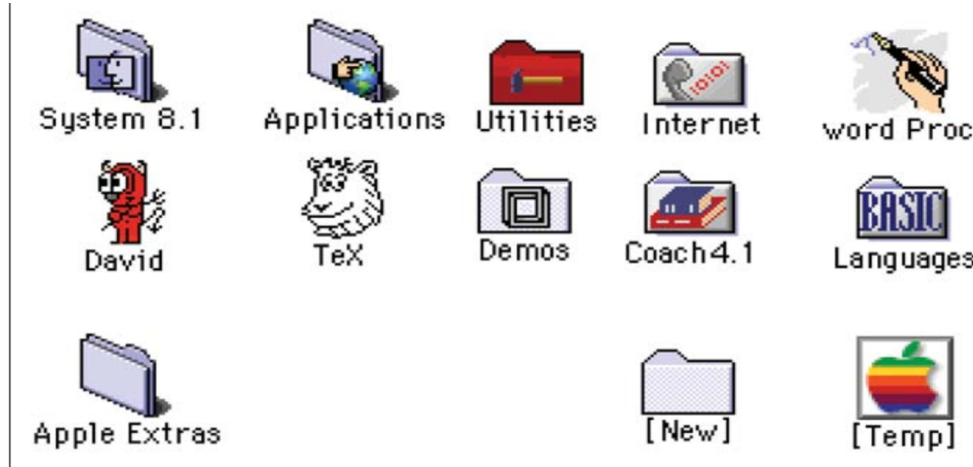 System 8.1 Applications Utilities Internet word Proc
David TeX Demos Coach4.1 Languages
Apple Extras [New] [Temp]
10101
BASIC